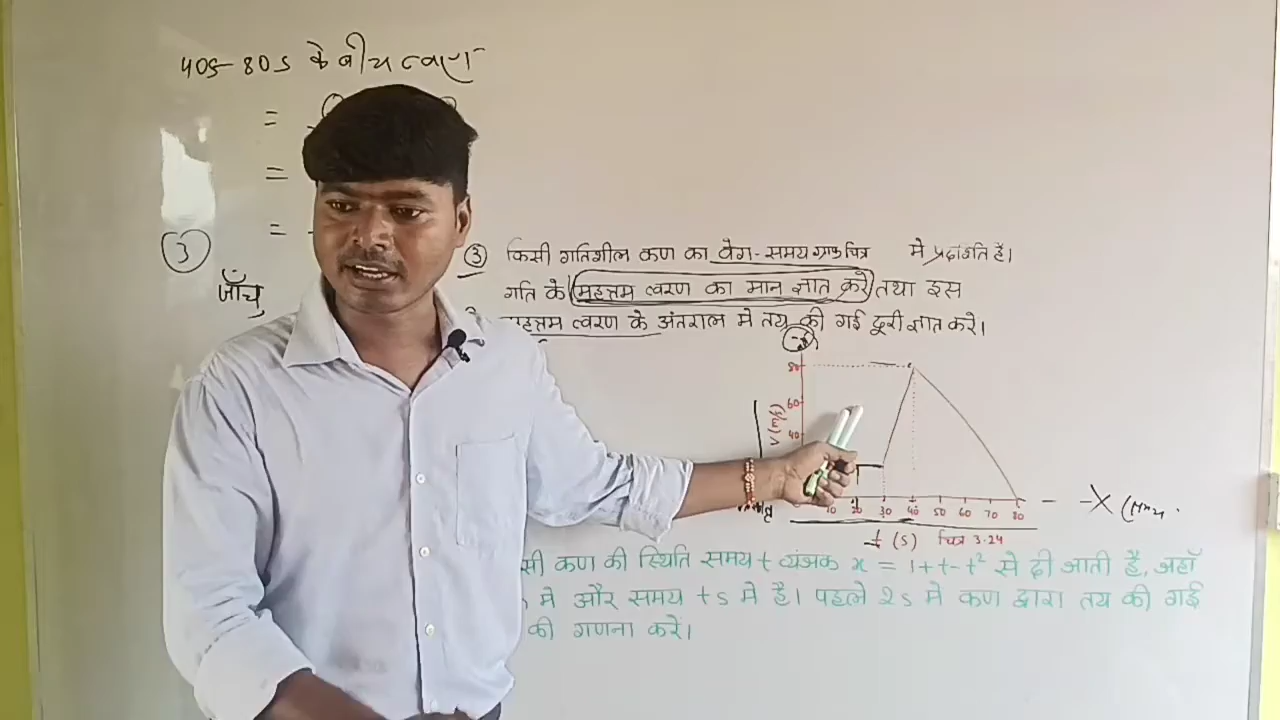 40s-80s के बीच त्वरण
=
=
=
3
जाँच
③ किसी गतिशील कण का वेग-समय ग्राफ चित्र में प्रदर्शित है।
गति के महत्तम त्वरण का मान ज्ञात करें तथा इस
महत्तम त्वरण के अंतराल मे तय की गई दूरी ज्ञात करे।
80
60
40
V (m/s)
10 20 30 40 50 60 70 80
X
t (s) चित्र 3.24
सी कण की स्थिति समय t व्यंजक x = 1+t-t² से दी जाती है, जहाँ
मे और समय t s मे है। पहले 2s मे कण द्वारा तय की गई
की गणना करें।